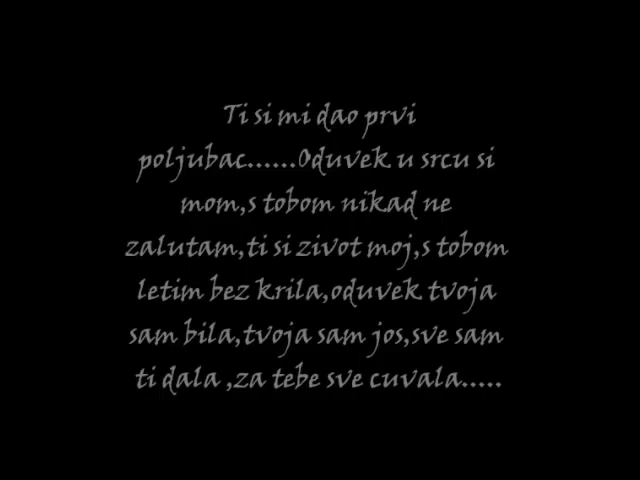 Ti si mi dao prvi
poljubac......Oduvek u srcu si
mom,s tobom nikad ne
zalutam,ti si zivot moj,s tobom
letim bez krila,oduvek tvoja
sam bila,tvoja sam jos,sve sam
ti dala ,za tebe sve cuvala.....